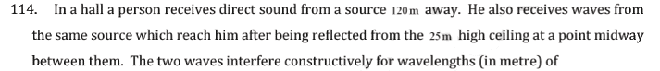 114. In a hall a person receives direct sound from a source 120 m away. He also receives waves from
the same source which reach him after being reflected from the 25m high ceiling at a point midway
between them. The two waves interfere constructively for wavelengths (in metre) of